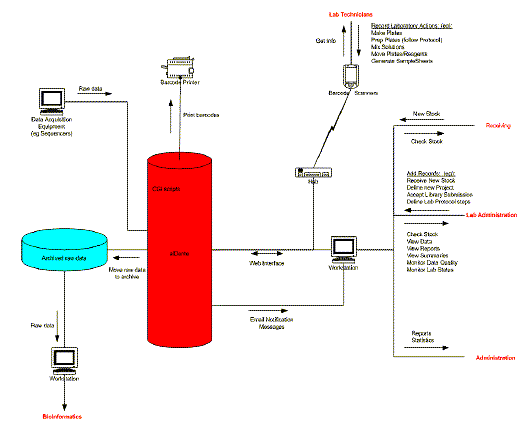 Lab Technicians
Record Laboratory Actions: (eg):
Make Plates
Prep Plates (follow Protocol)
Mix Solutions
Move Plates/Reagents
Generate Sample Sheets
Get Info
Barcode Scanners
Barcode Printer
Print barcodes
Raw data
Data Acquisition
Equipment
(eg Sequencers)
New Stock
Receiving
Check Stock
CGI scripts
Hub
Add Records: (eg):
Receive New Stock
Define new Project
Accept Library Submission
Define Lab Protocol steps
Lab Administration
Check Stock
View Data
View Reports
View Summaries
Monitor Data Quality
Monitor Lab Status
Archived raw data
Move raw data
to archive
Web Interface
Workstation
Email Notification
Messages
Raw data
Workstation
Reports
Statistics
Administration
Bioinformatics